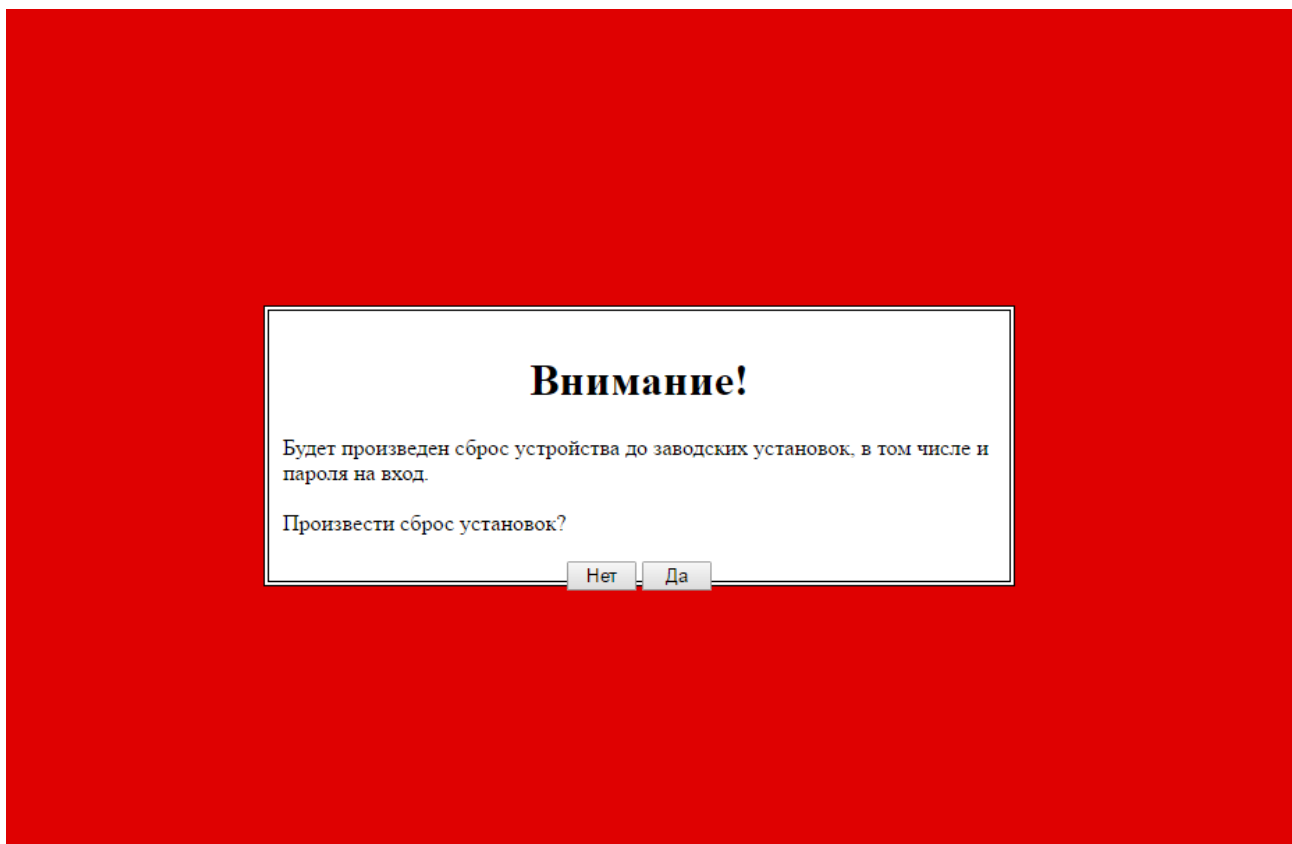 Внимание!
Будет произведен сброс устройства до заводских установок, в том числе и
пароля на вход.
Произвести сброс установок?
Нет Да